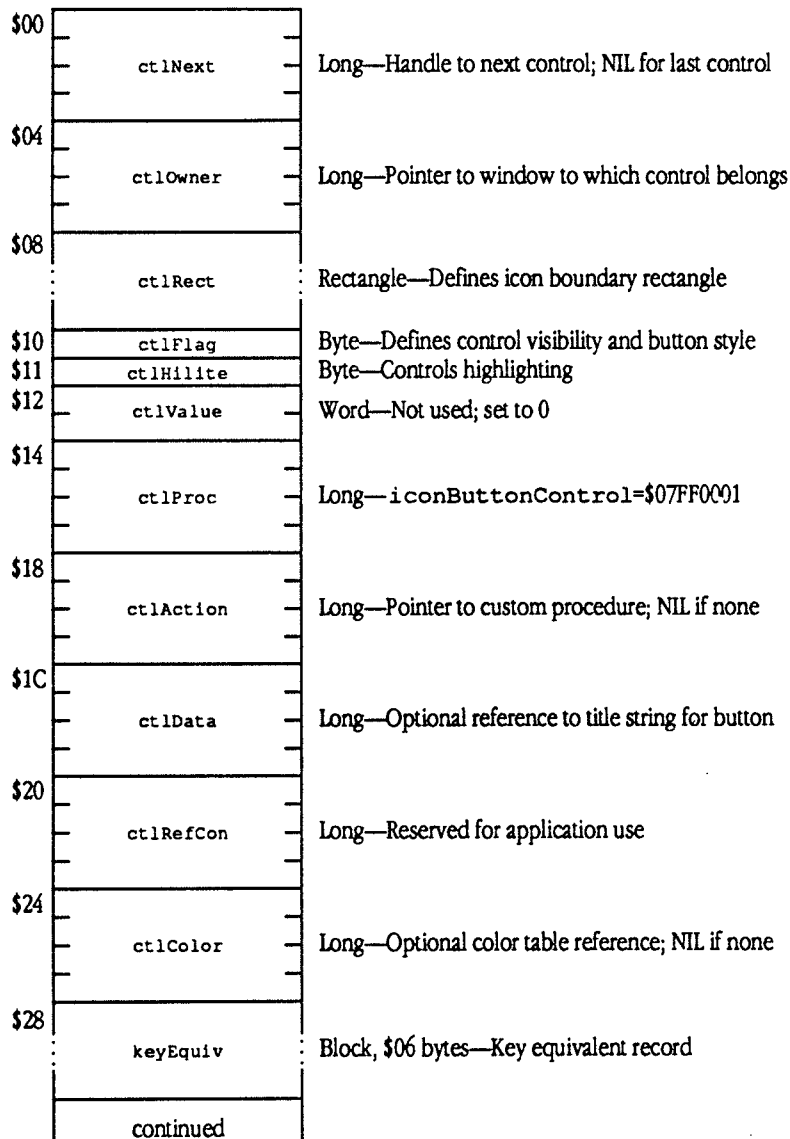 $00
ctlNext Long—Handle to next control; NIL for last control
$04
ctlOwner Long—Pointer to window to which control belongs
$08
ctlRect Rectangle—Defines icon boundary rectangle
$10 ctlFlag Byte—Defines control visibility and button style
$11 ctlHilite Byte—Controls highlighting
$12
ctlValue Word—Not used; set to 0
$14
ctlProc Long—iconButtonControl=$07FF0001
$18
ctlAction Long—Pointer to custom procedure; NIL if none
$1C
ctlData Long—Optional reference to title string for button
$20
ctlRefCon Long—Reserved for application use
$24
ctlColor Long—Optional color table reference; NIL if none
$28
keyEquiv Block, $06 bytes—Key equivalent record
continued